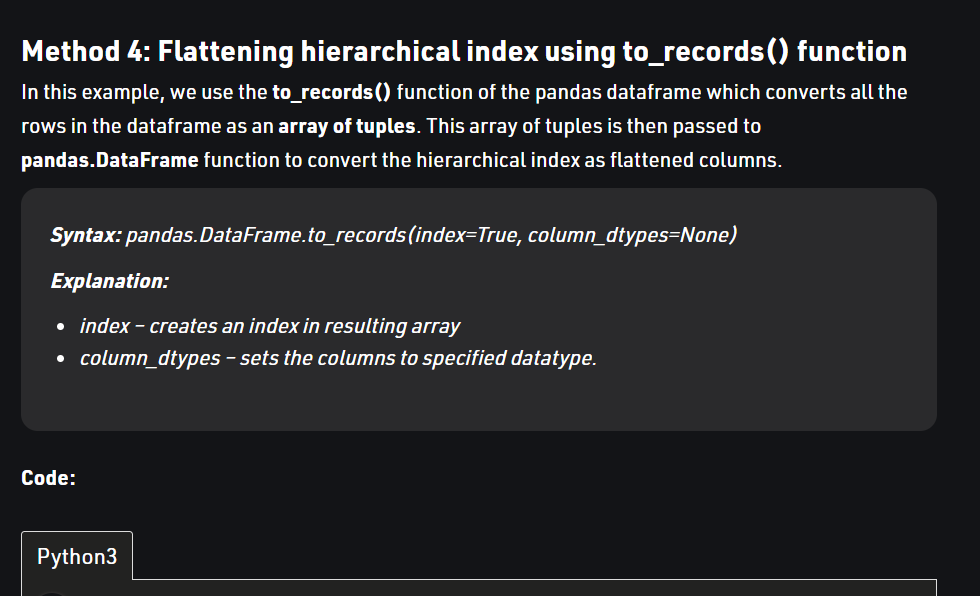 Method 4: Flattening hierarchical index using to_records() function
In this example, we use the to_records() function of the pandas dataframe which converts all the
rows in the dataframe as an array of tuples. This array of tuples is then passed to
pandas.DataFrame function to convert the hierarchical index as flattened columns.
Syntax: pandas.DataFrame.to_records(index=True, column_dtypes=None)
Explanation:
• index – creates an index in resulting array
• column_dtypes – sets the columns to specified datatype.
Code:
Python3